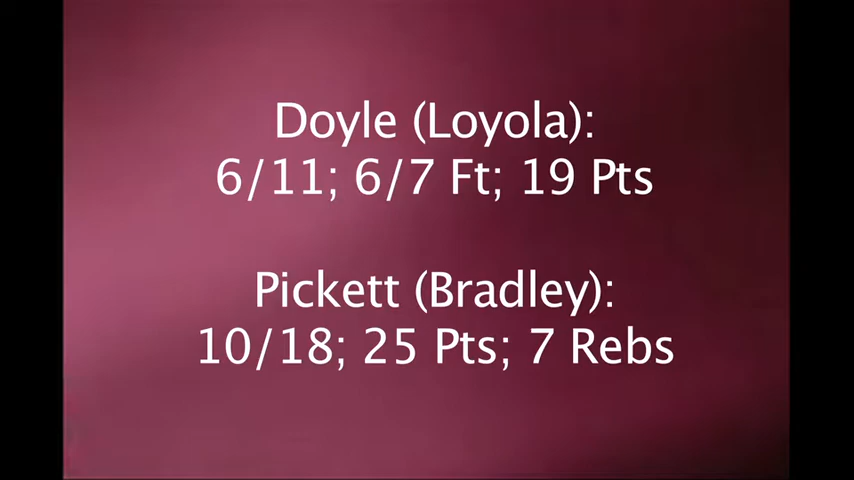 Doyle (Loyola):
6/11; 6/7 Ft; 19 Pts
Pickett (Bradley):
10/18; 25 Pts; 7 Rebs